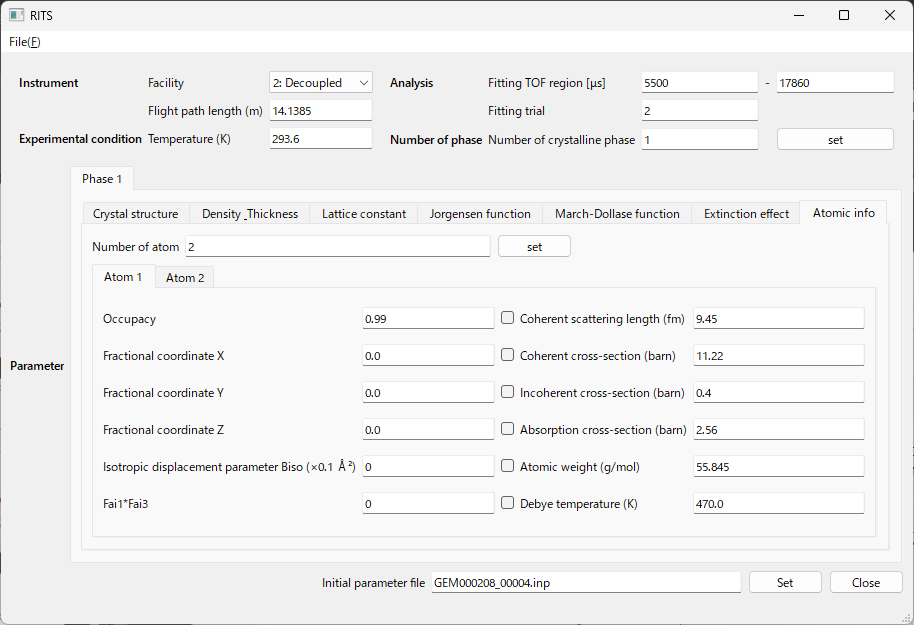 RITS
File(F)
Instrument Facility 2: Decoupled Analysis Fitting TOF region [μs] 5500 - 17860
Flight path length (m) 14.1385 Fitting trial 2
Experimental condition Temperature (K) 293.6 Number of phase Number of crystalline phase 1 set
Phase 1
Crystal structure Density_Thickness Lattice constant Jorgensen function March-Dollase function Extinction effect Atomic info
Number of atom 2 set
Atom 1 Atom 2
Occupacy 0.99 Coherent scattering length (fm) 9.45
Fractional coordinate X 0.0 Coherent cross-section (barn) 11.22
Parameter
Fractional coordinate Y 0.0 Incoherent cross-section (barn) 0.4
Fractional coordinate Z 0.0 Absorption cross-section (barn) 2.56
Isotropic displacement parameter Biso (×0.1 Å²) 0 Atomic weight (g/mol) 55.845
Fai1*Fai3 0 Debye temperature (K) 470.0
Initial parameter file GEM000208_00004.inp Set Close